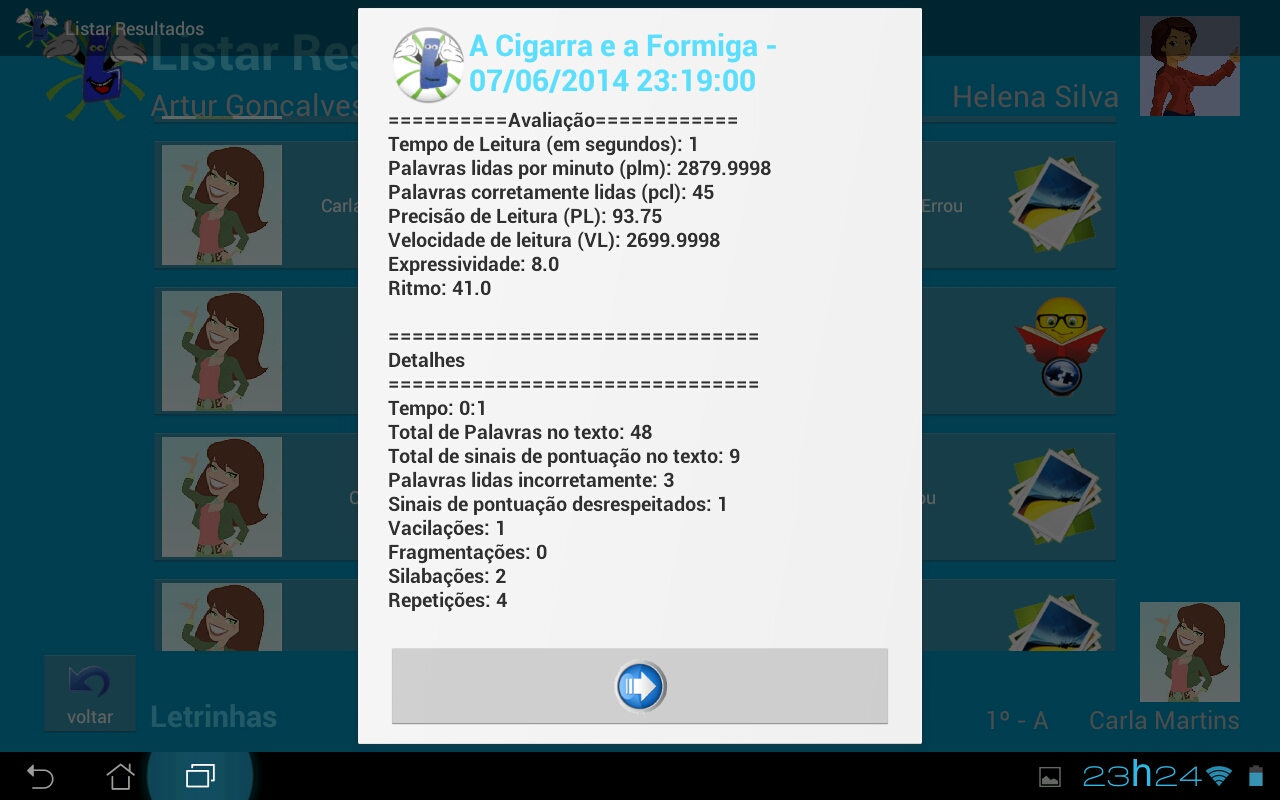 Listar Resultados
Listar Res
Artur Goncalves
Helena Silva
A Cigarra e a Formiga -
07/06/2014 23:19:00
==========Avaliação============
Tempo de Leitura (em segundos): 1
Palavras lidas por minuto (plm): 2879.9998
Palavras corretamente lidas (pcl): 45
Precisão de Leitura (PL): 93.75
Velocidade de leitura (VL): 2699.9998
Expressividade: 8.0
Ritmo: 41.0
===============================
Detalhes
===============================
Tempo: 0:1
Total de Palavras no texto: 48
Total de sinais de pontuação no texto: 9
Palavras lidas incorretamente: 3
Sinais de pontuação desrespeitados: 1
Vacilações: 1
Fragmentações: 0
Silabações: 2
Repetições: 4
Carla
Errou
C
ou
voltar
Letrinhas
1º - A
Carla Martins
23h24